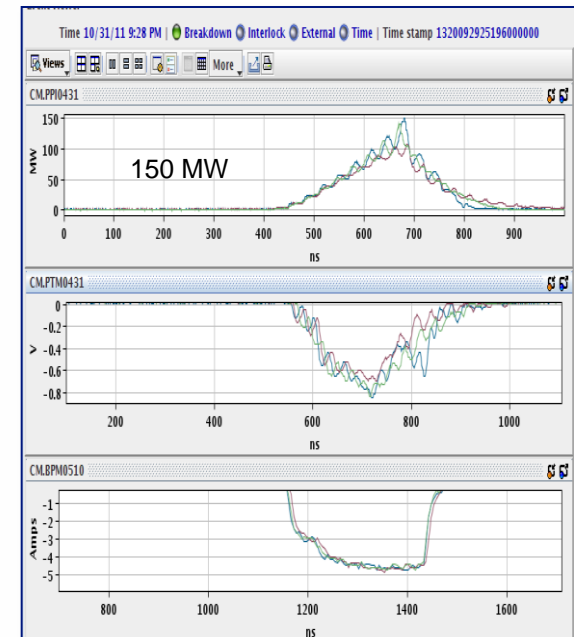 Time 10/31/11 9:28 PM | Breakdown Interlock External Time | Time stamp 1320092925196000000
Views More
CM.PPI0431
150
100
50
0
MW
150 MW
0 100 200 300 400 500 600 700 800 900
ns
CM.PTM0431
0
-0.2
-0.4
-0.6
-0.8
V
200 400 600 800 1000
ns
CM.BPM0510
-1
-2
-3
-4
-5
Amps
800 1000 1200 1400 1600
ns